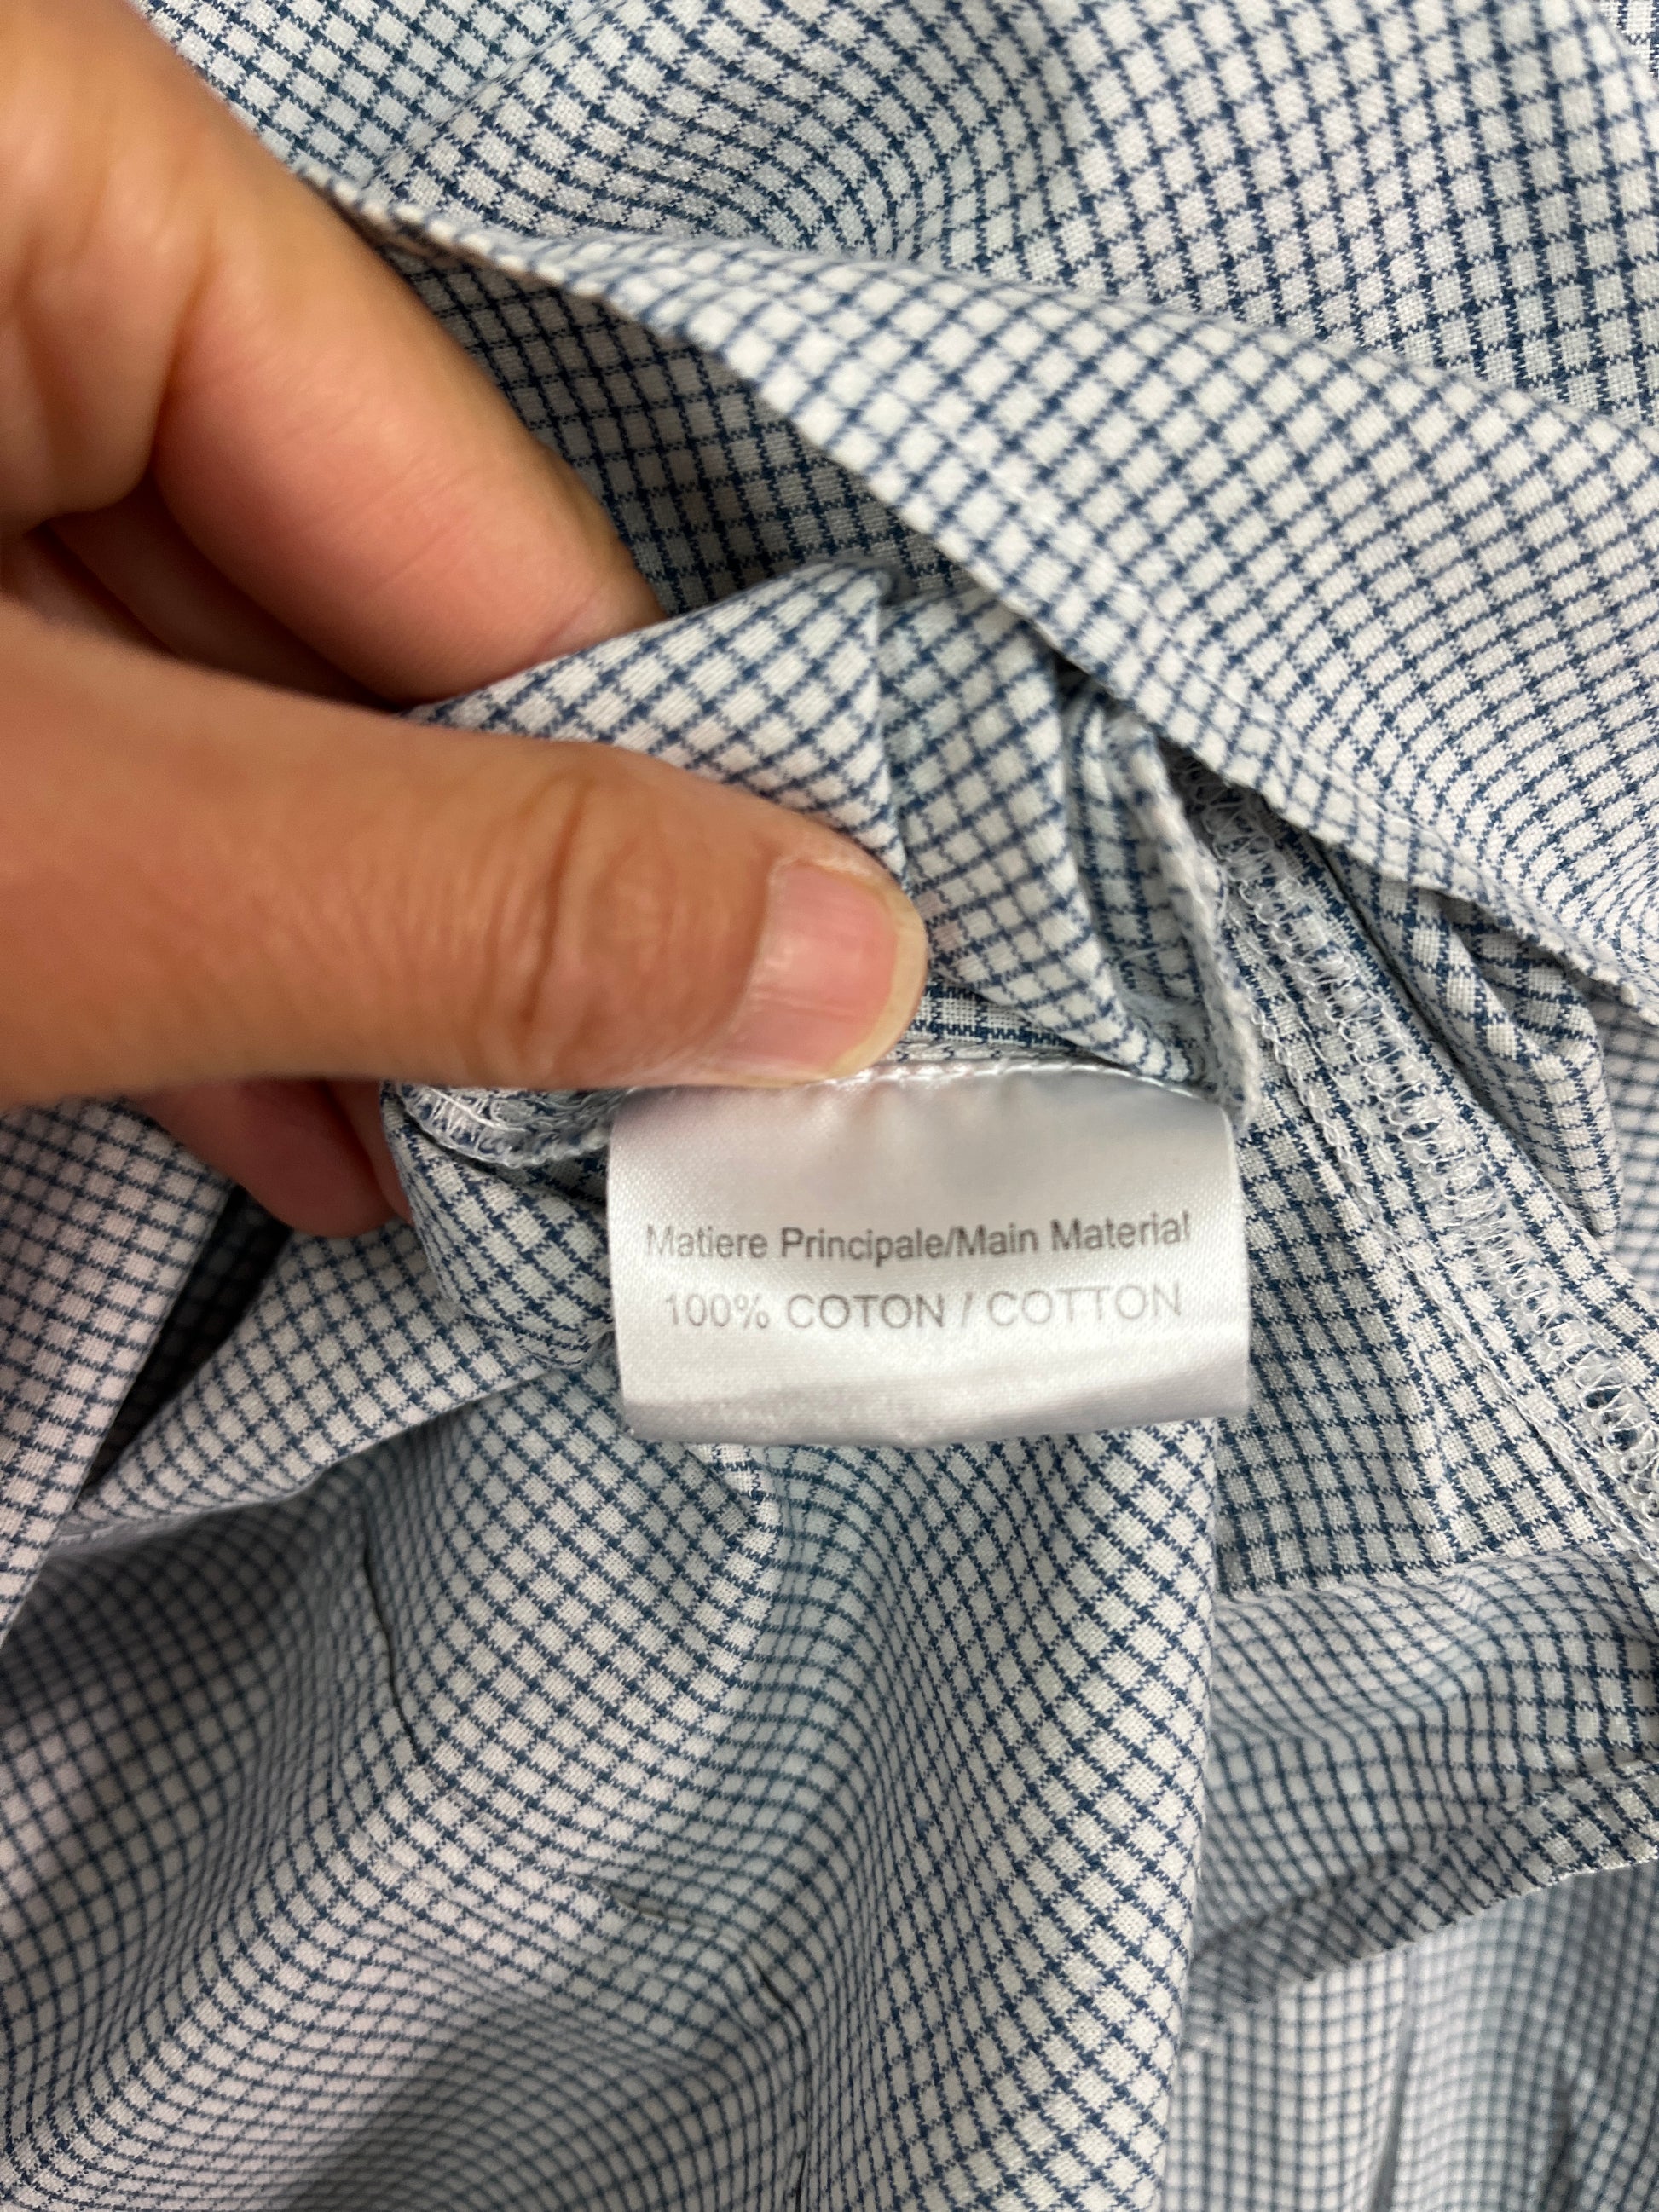 Matiere Principale/Main Material
100% COTON / COTTON